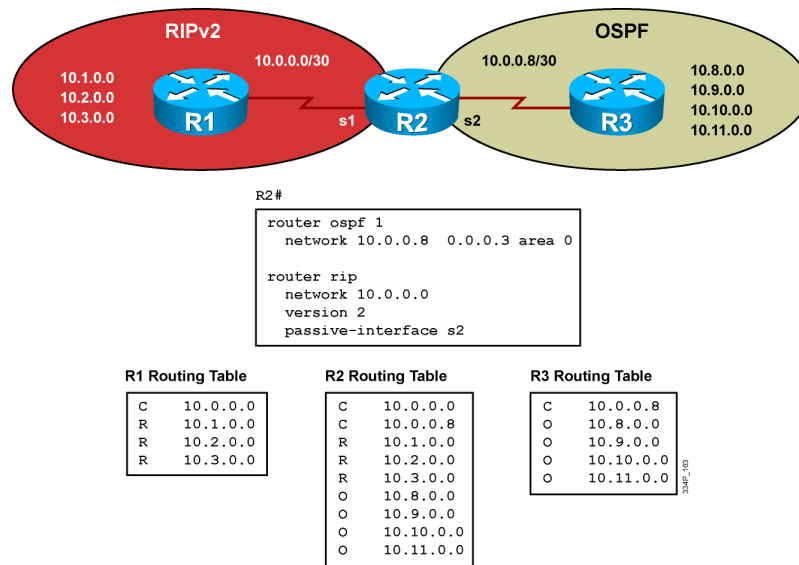 RIPv2
OSPF
10.0.0.0/30
10.0.0.8/30
10.1.0.0
10.2.0.0
10.3.0.0
10.8.0.0
10.9.0.0
10.10.0.0
10.11.0.0
R1
s1
R2
s2
R3
R2#
router ospf 1
network 10.0.0.8 0.0.0.3 area 0
router rip
network 10.0.0.0
version 2
passive-interface s2
R1 Routing Table
C 10.0.0.0
R 10.1.0.0
R 10.2.0.0
R 10.3.0.0
R2 Routing Table
C 10.0.0.0
C 10.0.0.8
R 10.1.0.0
R 10.2.0.0
R 10.3.0.0
O 10.8.0.0
O 10.9.0.0
O 10.10.0.0
O 10.11.0.0
R3 Routing Table
C 10.0.0.8
O 10.8.0.0
O 10.9.0.0
O 10.10.0.0
O 10.11.0.0
334P_163